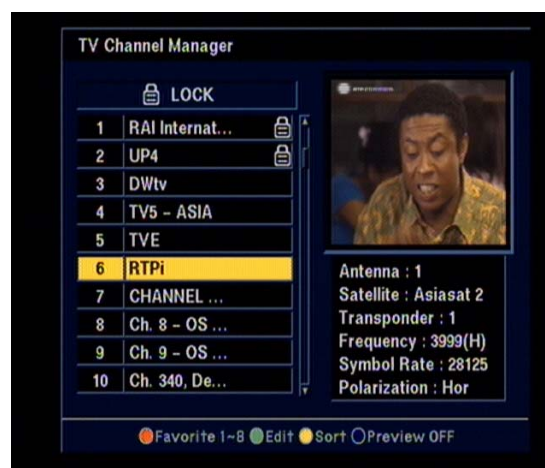 TV Channel Manager
LOCK
1 RAI Internat...
2 UP4
3 DWtv
4 TV5 - ASIA
5 TVE
6 RTPi
7 CHANNEL ...
8 Ch. 8 - OS ...
9 Ch. 9 - OS ...
10 Ch. 340, De...
Antenna : 1
Satellite : Asiasat 2
Transponder : 1
Frequency : 3999(H)
Symbol Rate : 28125
Polarization : Hor
Favorite 1~8 Edit Sort Preview OFF